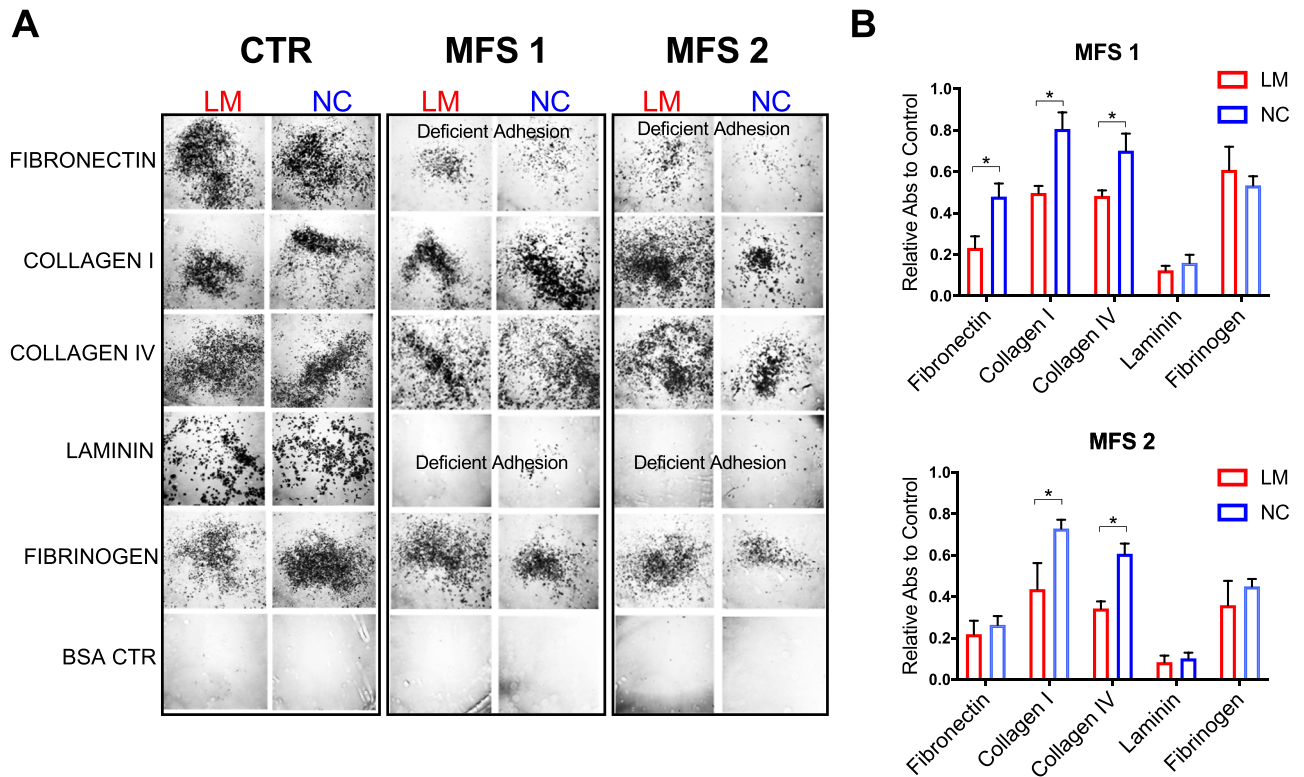 A
CTR MFS 1 MFS 2
LM NC LM NC LM NC
FIBRONECTIN
Deficient Adhesion Deficient Adhesion
COLLAGEN I
COLLAGEN IV
LAMININ
Deficient Adhesion Deficient Adhesion
FIBRINOGEN
BSA CTR
B
MFS 1
LM
NC
Relative Abs to Control
1.0
0.8
0.6
0.4
0.2
0.0
* * *
Fibronectin Collagen I Collagen IV Laminin Fibrinogen
MFS 2
LM
NC
Relative Abs to Control
1.0
0.8
0.6
0.4
0.2
0.0
* *
Fibronectin Collagen I Collagen IV Laminin Fibrinogen